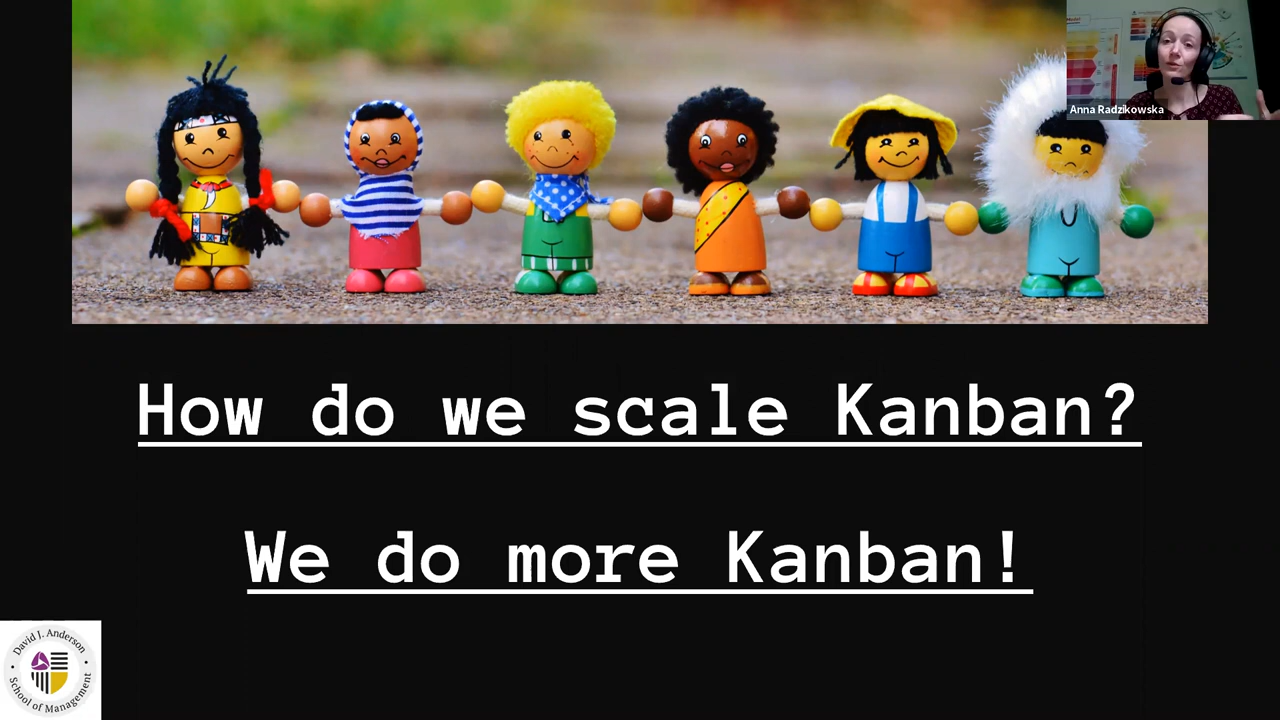 Anna Radzikowska
How do we scale Kanban?
We do more Kanban!
David J. Anderson
School of Management